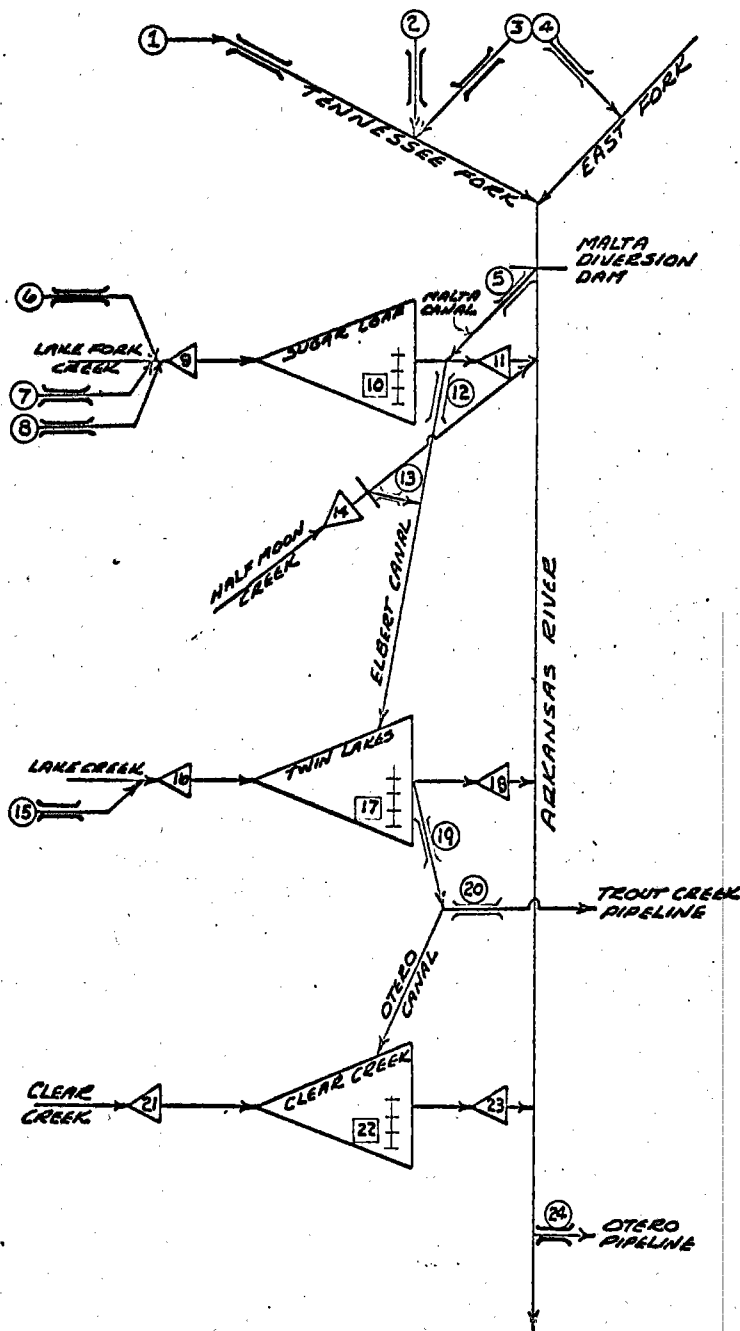 1
2
3
4
TENNESSEE FORK
EAST FORK
MALTA
DIVERSION
DAM
5
MALTA
CANAL
6
SUGAR LOAF
LAKE FORK
CREEK
9
10
11
12
7
8
13
14
HALF MOON
CREEK
ELBERT CANAL
ARKANSAS RIVER
TWIN LAKES
LAKE CREEK
16
17
18
15
19
20
TROUT CREEK
PIPELINE
OTERO
CANAL
CLEAR CREEK
CLEAR
CREEK
21
22
23
24
OTERO
PIPELINE